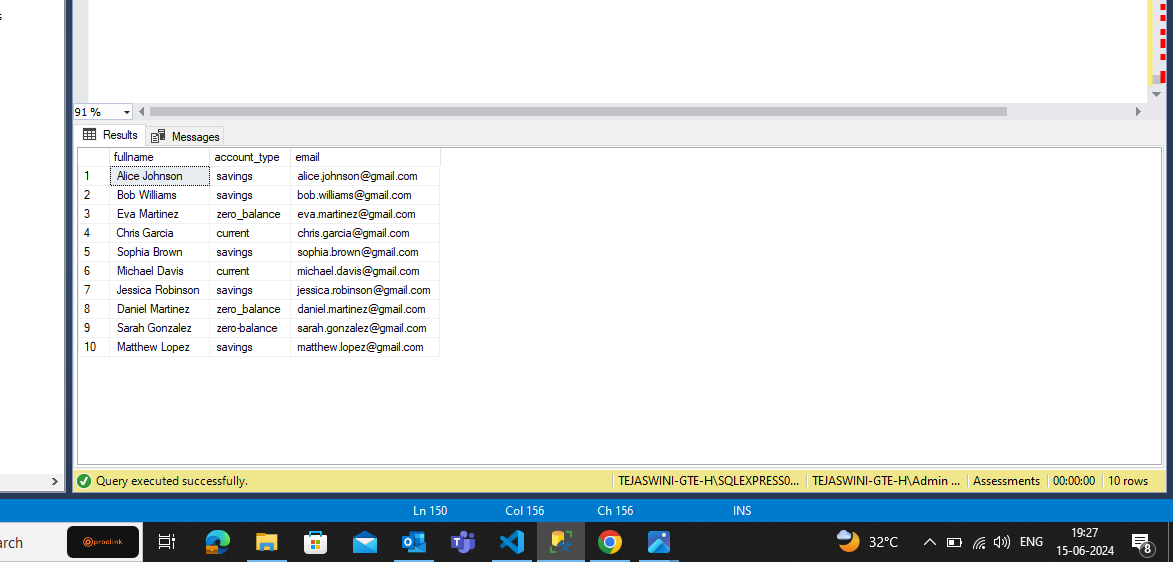 s
91 %
Results Messages
fullname account_type email
1 Alice Johnson savings alice.johnson@gmail.com
2 Bob Williams savings bob.williams@gmail.com
3 Eva Martinez zero_balance eva.martinez@gmail.com
4 Chris Garcia current chris.garcia@gmail.com
5 Sophia Brown savings sophia.brown@gmail.com
6 Michael Davis current michael.davis@gmail.com
7 Jessica Robinson savings jessica.robinson@gmail.com
8 Daniel Martinez zero_balance daniel.martinez@gmail.com
9 Sarah Gonzalez zero-balance sarah.gonzalez@gmail.com
10 Matthew Lopez savings matthew.lopez@gmail.com
Query executed successfully. TEJASWINI-GTE-H\SQLEXPRESS0... TEJASWINI-GTE-H\Admin ... Assessments 00:00:00 10 rows
Ln 150 Col 156 Ch 156 INS
arch proclink 32°C ENG 19:27
15-06-2024 8